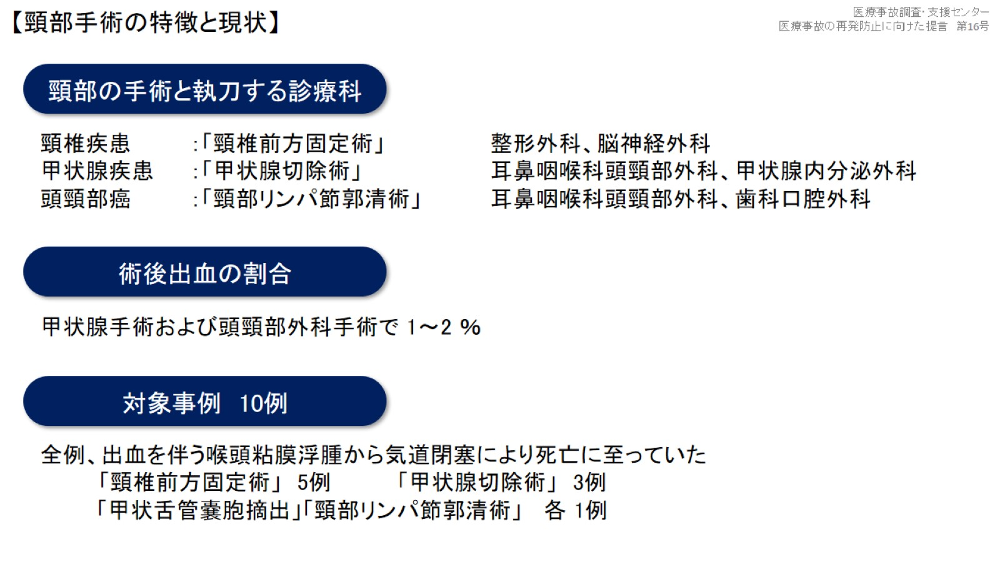 【頸部手術の特徴と現状】
医療事故調査・支援センター
医療事故の再発防止に向けた提言　第16号
頸部の手術と執刀する診療科
頸椎疾患　：「頸椎前方固定術」　整形外科、脳神経外科
甲状腺疾患　：「甲状腺切除術」　耳鼻咽喉科頭頸部外科、甲状腺内分泌外科
頭頸部癌　：「頸部リンパ節郭清術」　耳鼻咽喉科頭頸部外科、歯科口腔外科
術後出血の割合
甲状腺手術および頭頸部外科手術で 1～2 %
対象事例　10例
全例、出血を伴う喉頭粘膜浮腫から気道閉塞により死亡に至っていた
「頸椎前方固定術」　5例　「甲状腺切除術」　3例
「甲状舌管嚢胞摘出」「頸部リンパ節郭清術」　各 1例